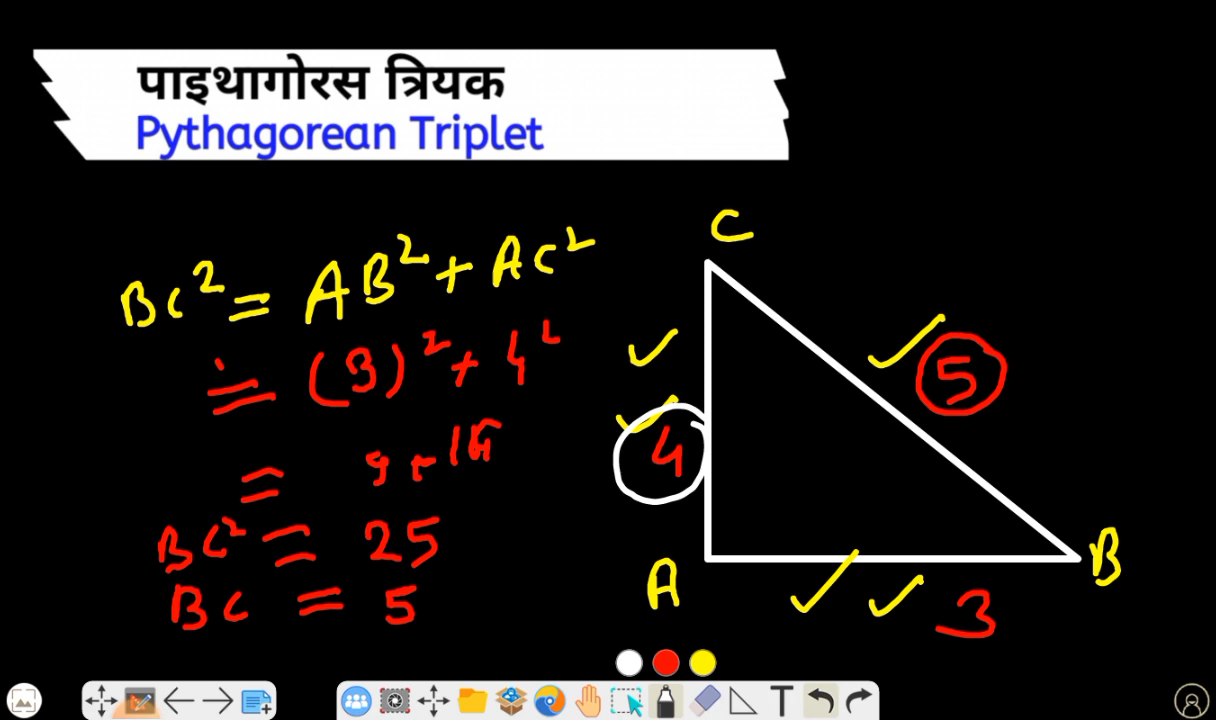 पाइथागोरस त्रियक
Pythagorean Triplet
BC² = AB² + AC²
= (3)² + 4²
= 9 + 16
BC² = 25
BC = 5
C
5
4
A
B
3
T